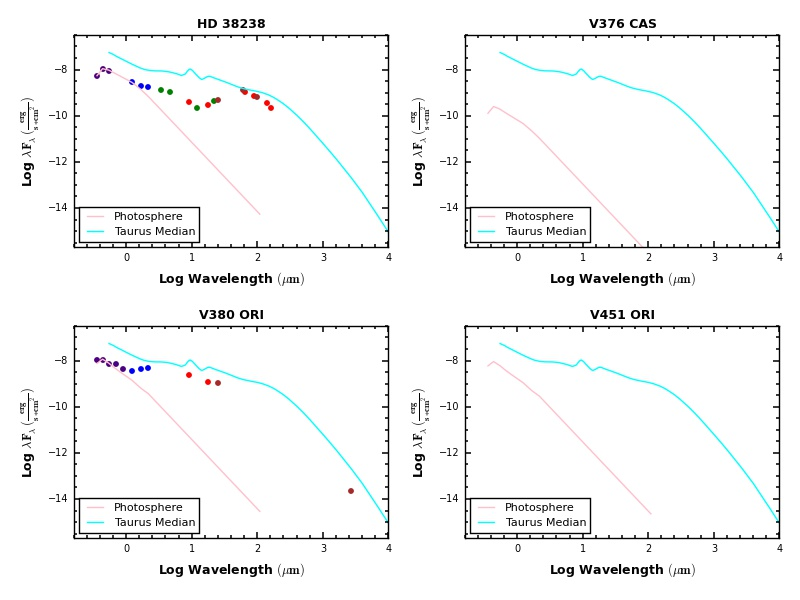 HD 38238
Log λF_λ (erg / s*cm²)
−8
−10
−12
−14
Photosphere
Taurus Median
0 1 2 3 4
Log Wavelength (μm)
V376 CAS
Log λF_λ (erg / s*cm²)
−8
−10
−12
−14
Photosphere
Taurus Median
0 1 2 3 4
Log Wavelength (μm)
V380 ORI
Log λF_λ (erg / s*cm²)
−8
−10
−12
−14
Photosphere
Taurus Median
0 1 2 3 4
Log Wavelength (μm)
V451 ORI
Log λF_λ (erg / s*cm²)
−8
−10
−12
−14
Photosphere
Taurus Median
0 1 2 3 4
Log Wavelength (μm)